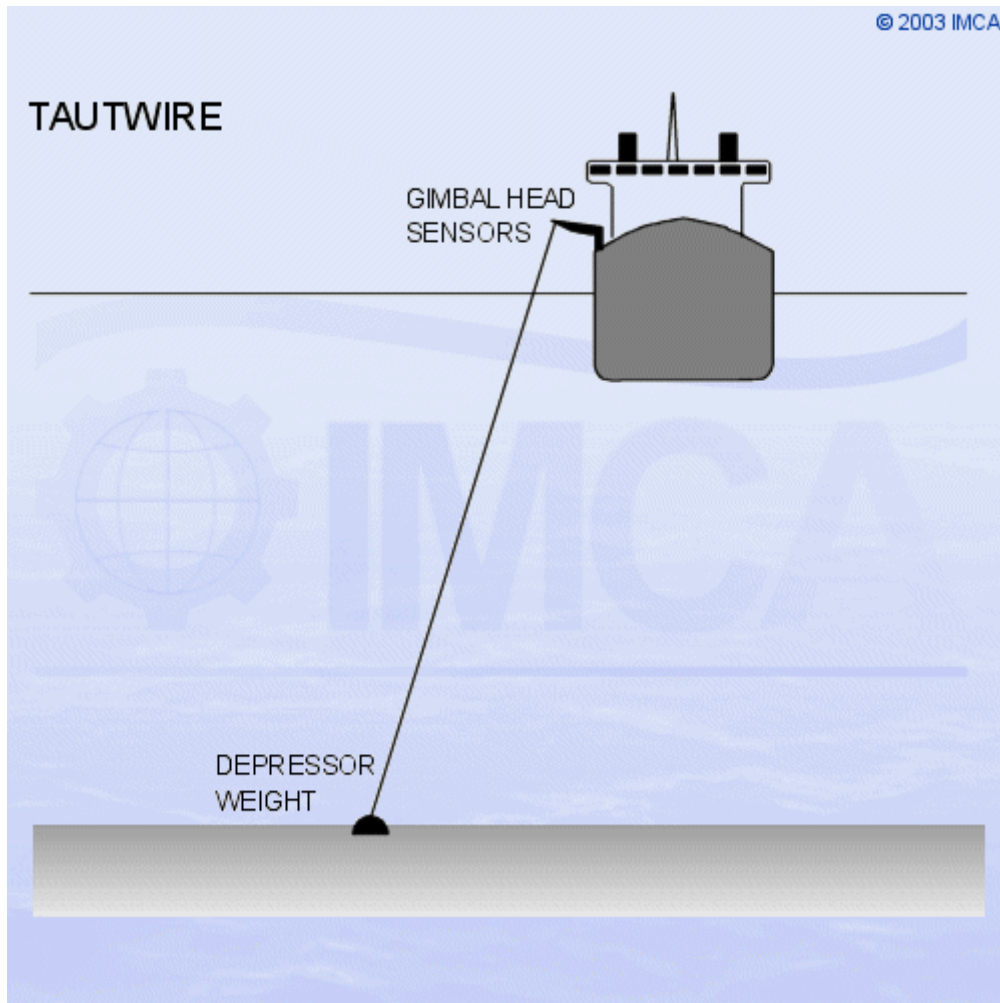 © 2003 IMCA
TAUTWIRE
GIMBAL HEAD
SENSORS
IMCA
DEPRESSOR
WEIGHT